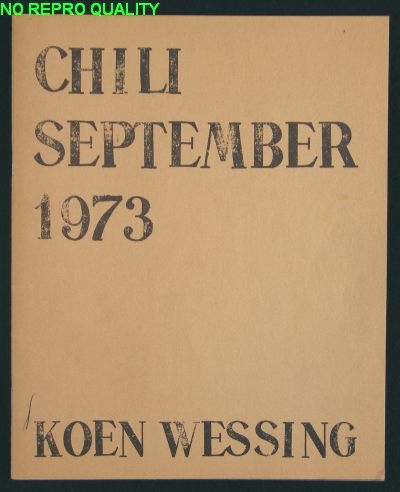 NO REPRO QUALITY
CHILI
SEPTEMBER
1973
KOEN WESSING